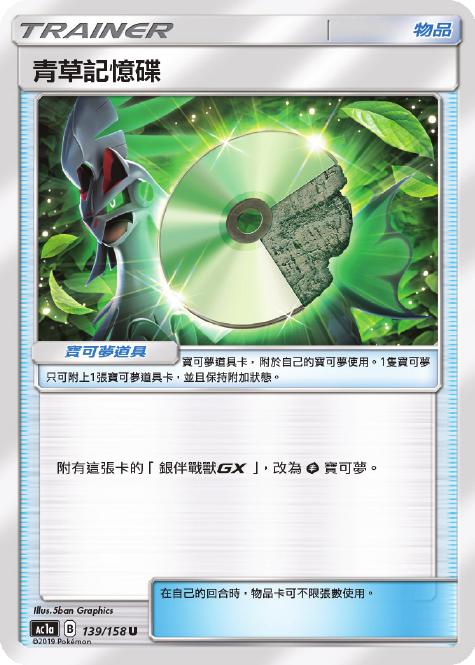 TRAINER
物品
青草記憶碟
寶可夢道具
寶可夢道具卡，附於自己的寶可夢使用。1隻寶可夢
只可附上1張寶可夢道具卡，並且保持附加狀態。
附有這張卡的「 銀伴戰獸GX 」，改為 寶可夢。
在自己的回合時，物品卡可不限張數使用。
Illus.5ban Graphics
AC1a B 139/158 U
©2019 Pokémon